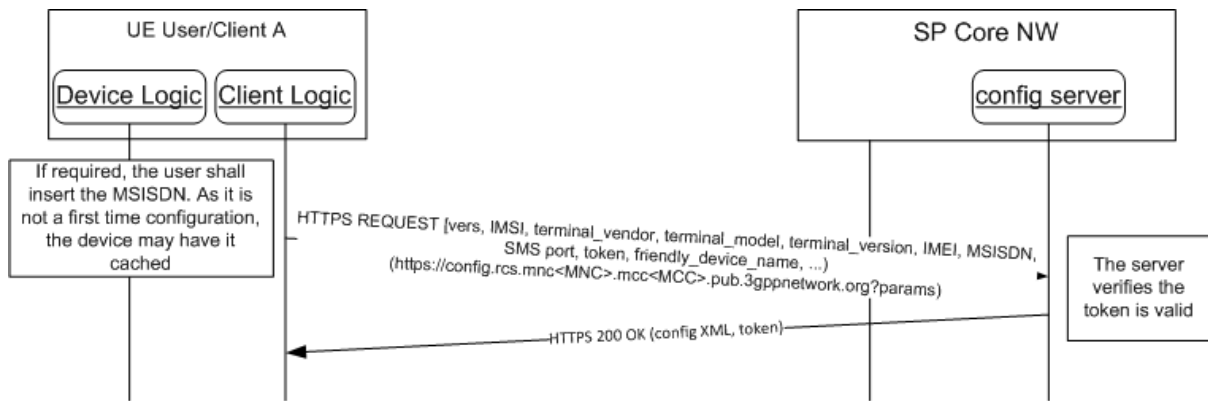 UE User/Client A
SP Core NW
Device Logic
Client Logic
config server
If required, the user shall
insert the MSISDN. As it is
not a first time configuration,
the device may have it
cached
HTTPS REQUEST [vers, IMSI, terminal_vendor, terminal_model, terminal_version, IMEI, MSISDN,
SMS port, token, friendly_device_name, ...)
(https://config.rcs.mnc<MNC>.mcc<MCC>.pub.3gppnetwork.org?params)
The server
verifies the
token is valid
HTTPS 200 OK (config XML, token)